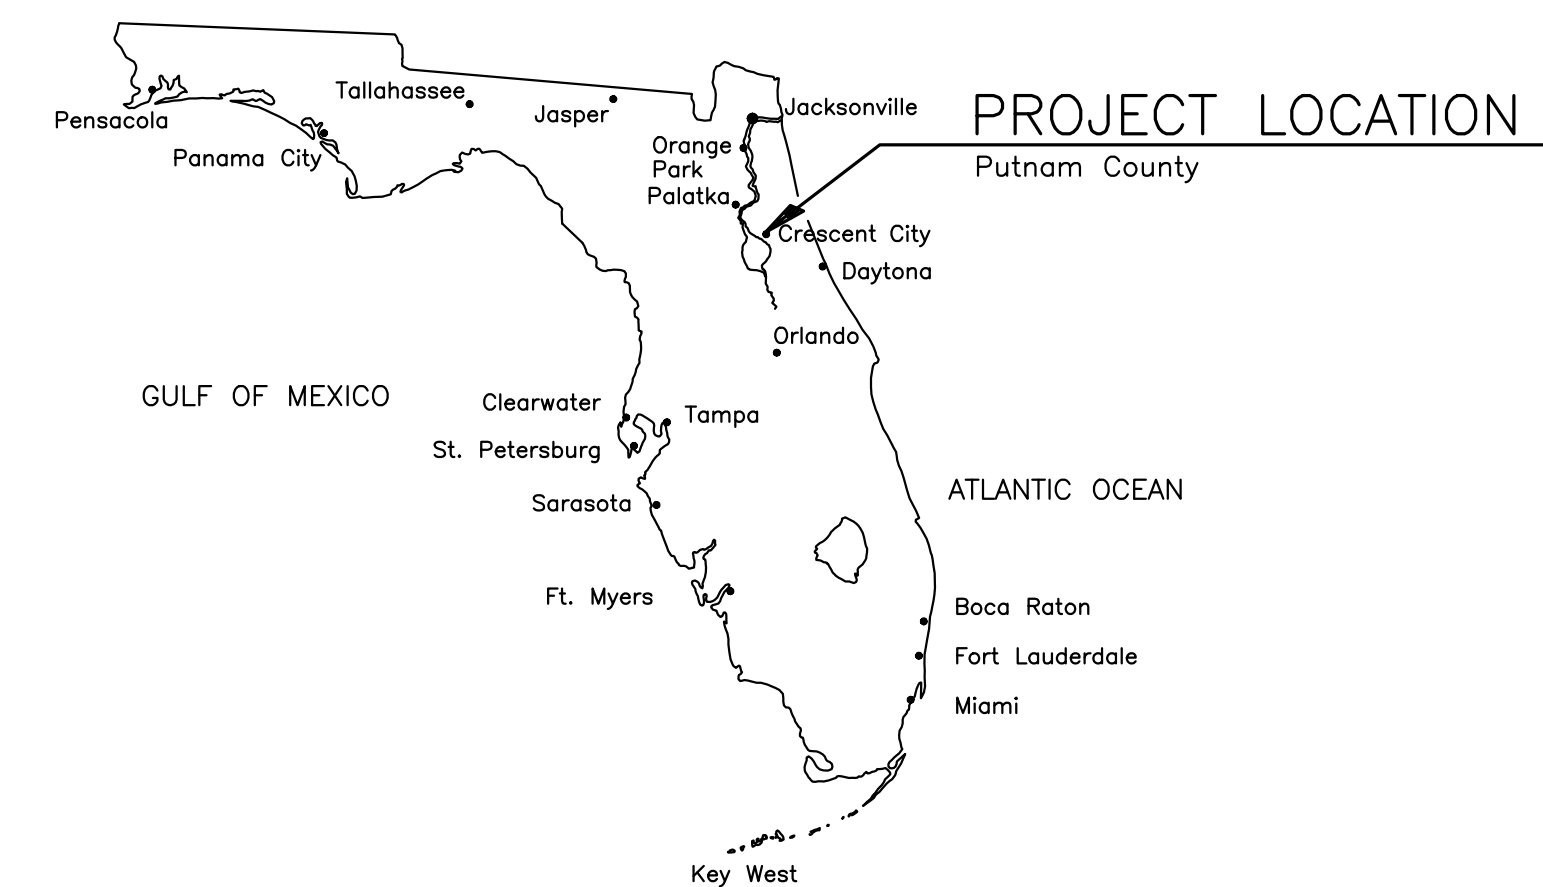 Tallahassee
Jasper
Jacksonville
PROJECT LOCATION
Pensacola
Panama City
Orange
Park
Putnam County
Palatka
Crescent City
Daytona
Orlando
GULF OF MEXICO
Clearwater
Tampa
St. Petersburg
ATLANTIC OCEAN
Sarasota
Ft. Myers
Boca Raton
Fort Lauderdale
Miami
Key West